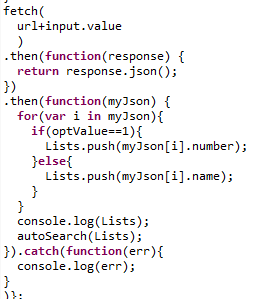 fetch(
  url+input.value
  )
.then(function(response) {
  return response.json();
})
.then(function(myJson) {
  for(var i in myJson){
    if(optValue==1){
      Lists.push(myJson[i].number);
    }else{
      Lists.push(myJson[i].name);
    }
  }
  console.log(Lists);
  autoSearch(Lists);
}).catch(function(err){
  console.log(err);
}
)};